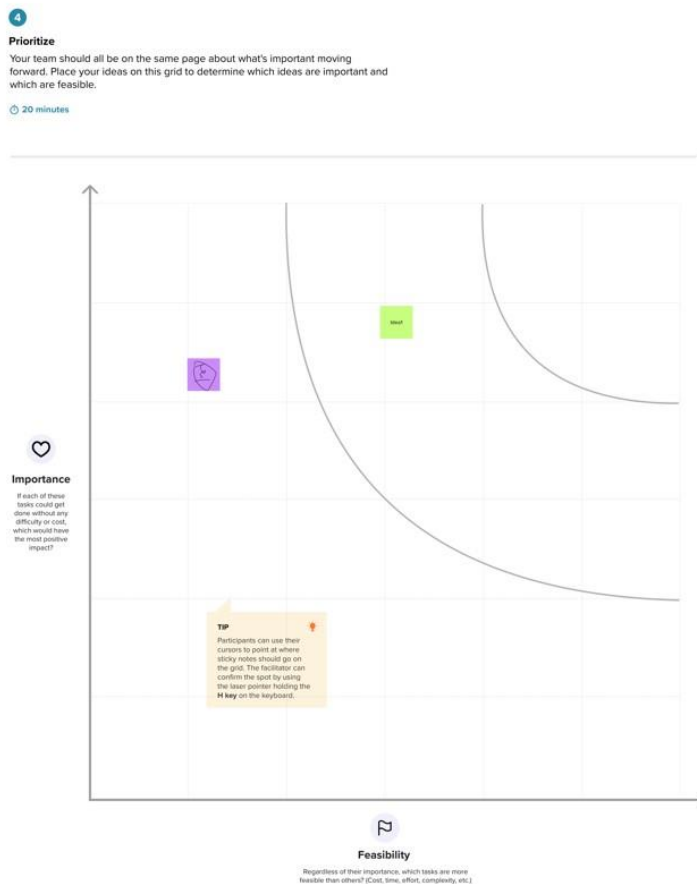 4
Prioritize
Your team should all be on the same page about what's important moving
forward. Place your ideas on this grid to determine which ideas are important and
which are feasible.
20 minutes
Importance
If each of these
tasks could get
done without any
difficulty or cost,
which would have
the most positive
impact?
TIP
Participants can use their
cursors to point at where
sticky notes should go on
the grid. The facilitator can
confirm the spot by using
the laser pointer holding the
H key on the keyboard.
Feasibility
Regardless of their importance, which tasks are more
feasible than others? (Cost, time, effort, complexity, etc.)